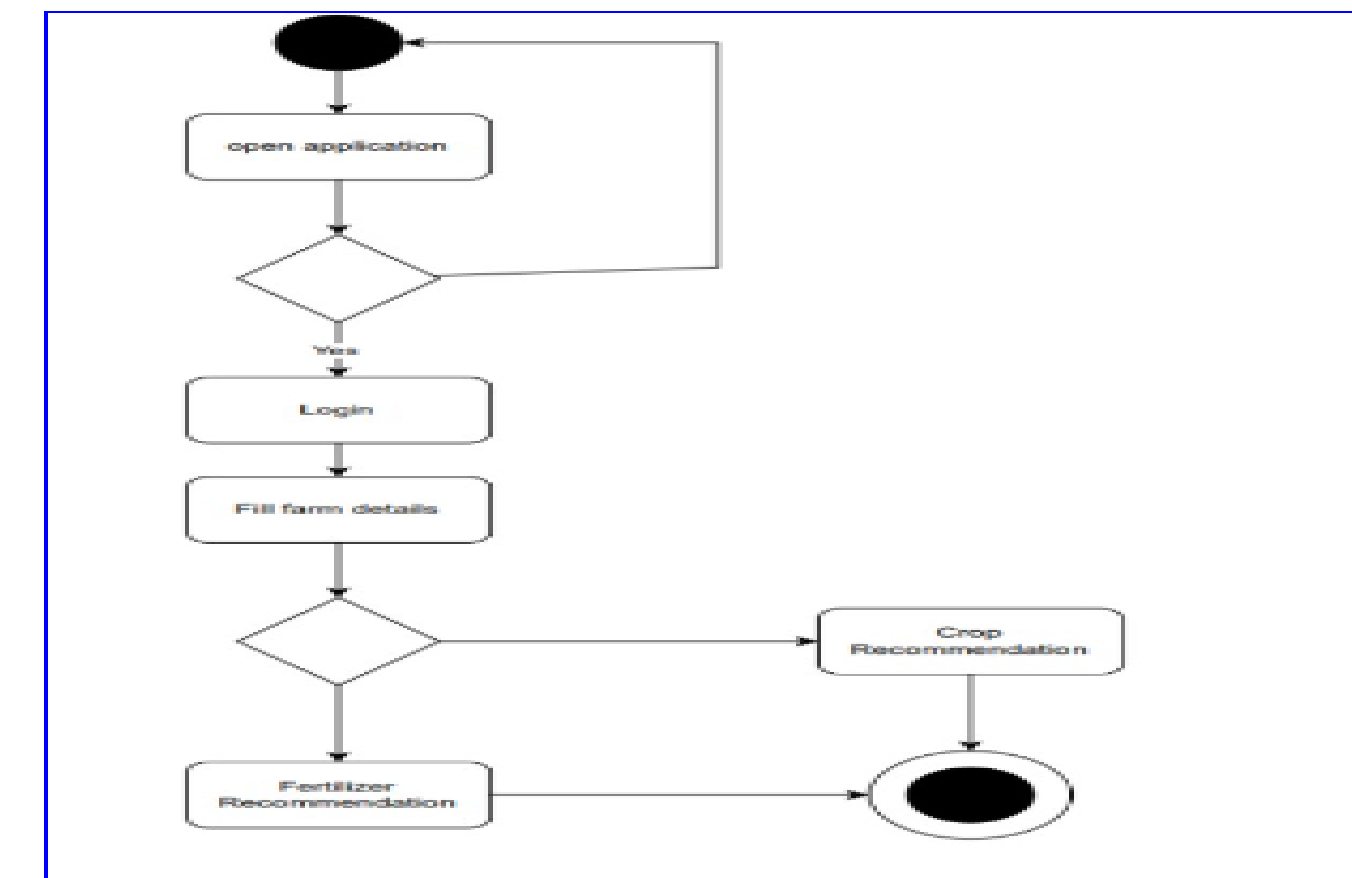 open application
Yes
Login
Fill farm details
Crop
Recommendation
Fertilizer
Recommendation